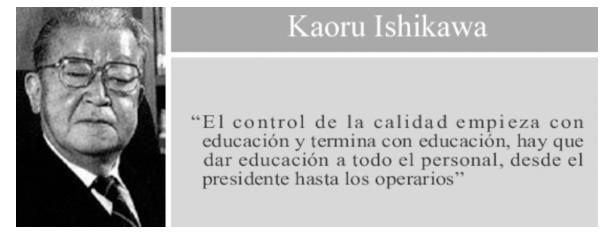 Kaoru Ishikawa
“El control de la calidad empieza con
educación y termina con educación, hay que
dar educación a todo el personal, desde el
presidente hasta los operarios”